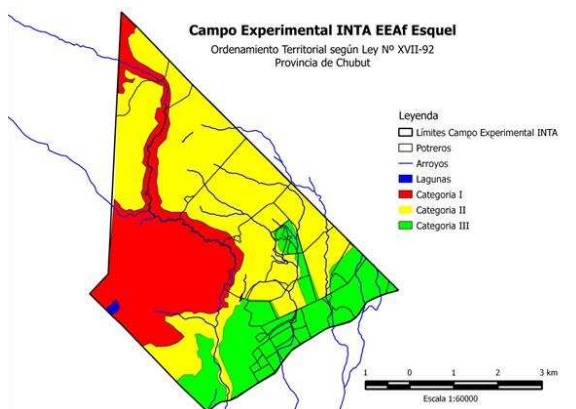 Campo Experimental INTA EEAf Esquel
Ordenamiento Territorial según Ley Nº XVII-92
Provincia de Chubut
Leyenda
Límites Campo Experimental INTA
Potreros
Arroyos
Lagunas
Categoria I
Categoria II
Categoria III
1 0 1 2 3 km
Escala 1:60000